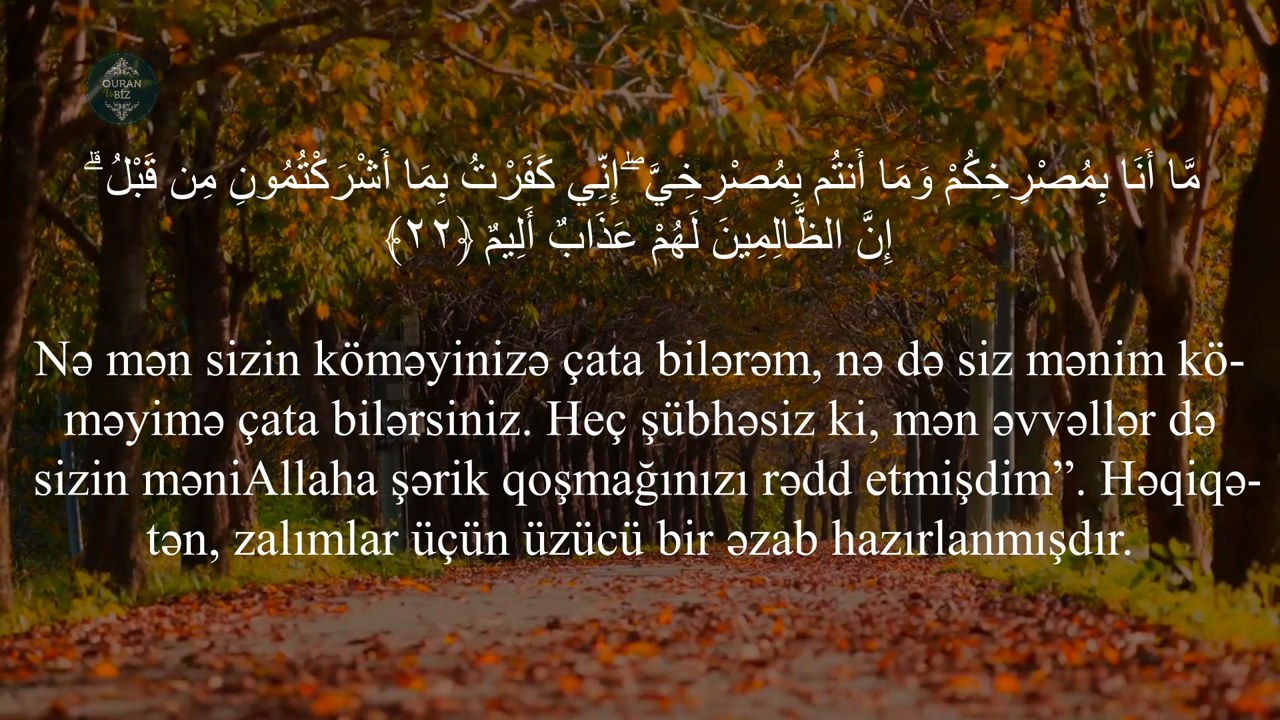 QURAN
Və
BİZ
مَّا أَنَا بِمُصْرِخِكُمْ وَمَا أَنتُم بِمُصْرِخِيَّ ۖ إِنِّي كَفَرْتُ بِمَا أَشْرَكْتُمُونِ مِن قَبْلُ ۗ
إِنَّ الظَّالِمِينَ لَهُمْ عَذَابٌ أَلِيمٌ ﴿٢٢﴾
Nə mən sizin köməyinizə çata bilərəm, nə də siz mənim kö-
məyimə çata bilərsiniz. Heç şübhəsiz ki, mən əvvəllər də
sizin məniAllaha şərik qoşmağınızı rədd etmişdim”. Həqiqə-
tən, zalımlar üçün üzücü bir əzab hazırlanmışdır.